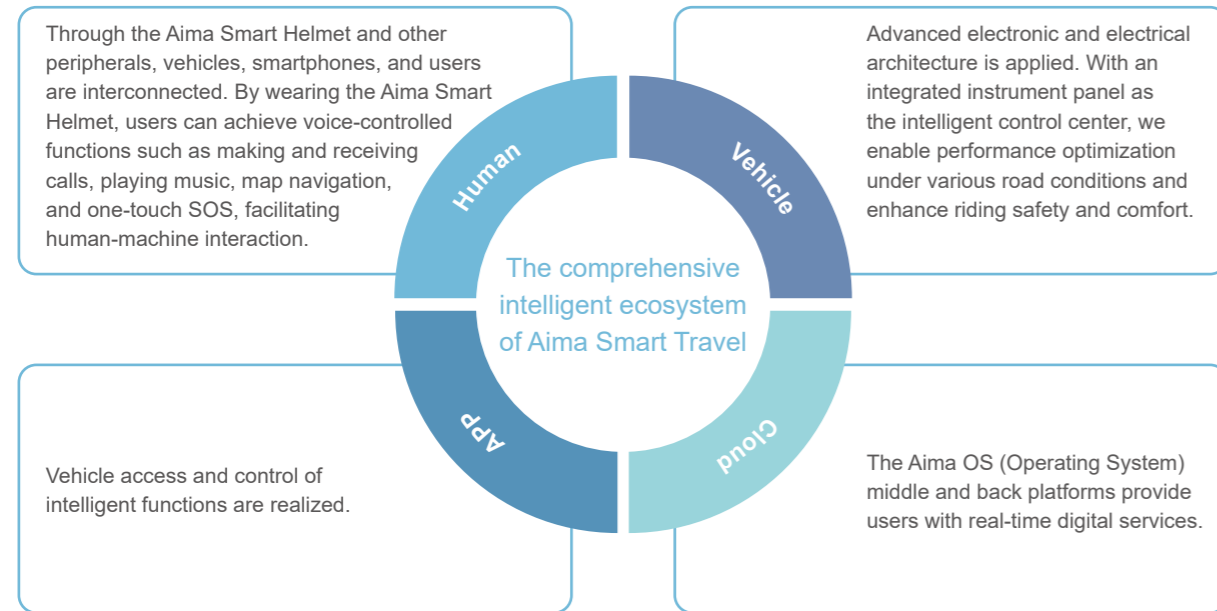 Through the Aima Smart Helmet and other
peripherals, vehicles, smartphones, and users
are interconnected. By wearing the Aima Smart
Helmet, users can achieve voice-controlled
functions such as making and receiving
calls, playing music, map navigation,
and one-touch SOS, facilitating
human-machine interaction.
Advanced electronic and electrical
architecture is applied. With an
integrated instrument panel as
the intelligent control center, we
enable performance optimization
under various road conditions and
enhance riding safety and comfort.
Human
Vehicle
The comprehensive
intelligent ecosystem
of Aima Smart Travel
APP
Cloud
Vehicle access and control of
intelligent functions are realized.
The Aima OS (Operating System)
middle and back platforms provide
users with real-time digital services.